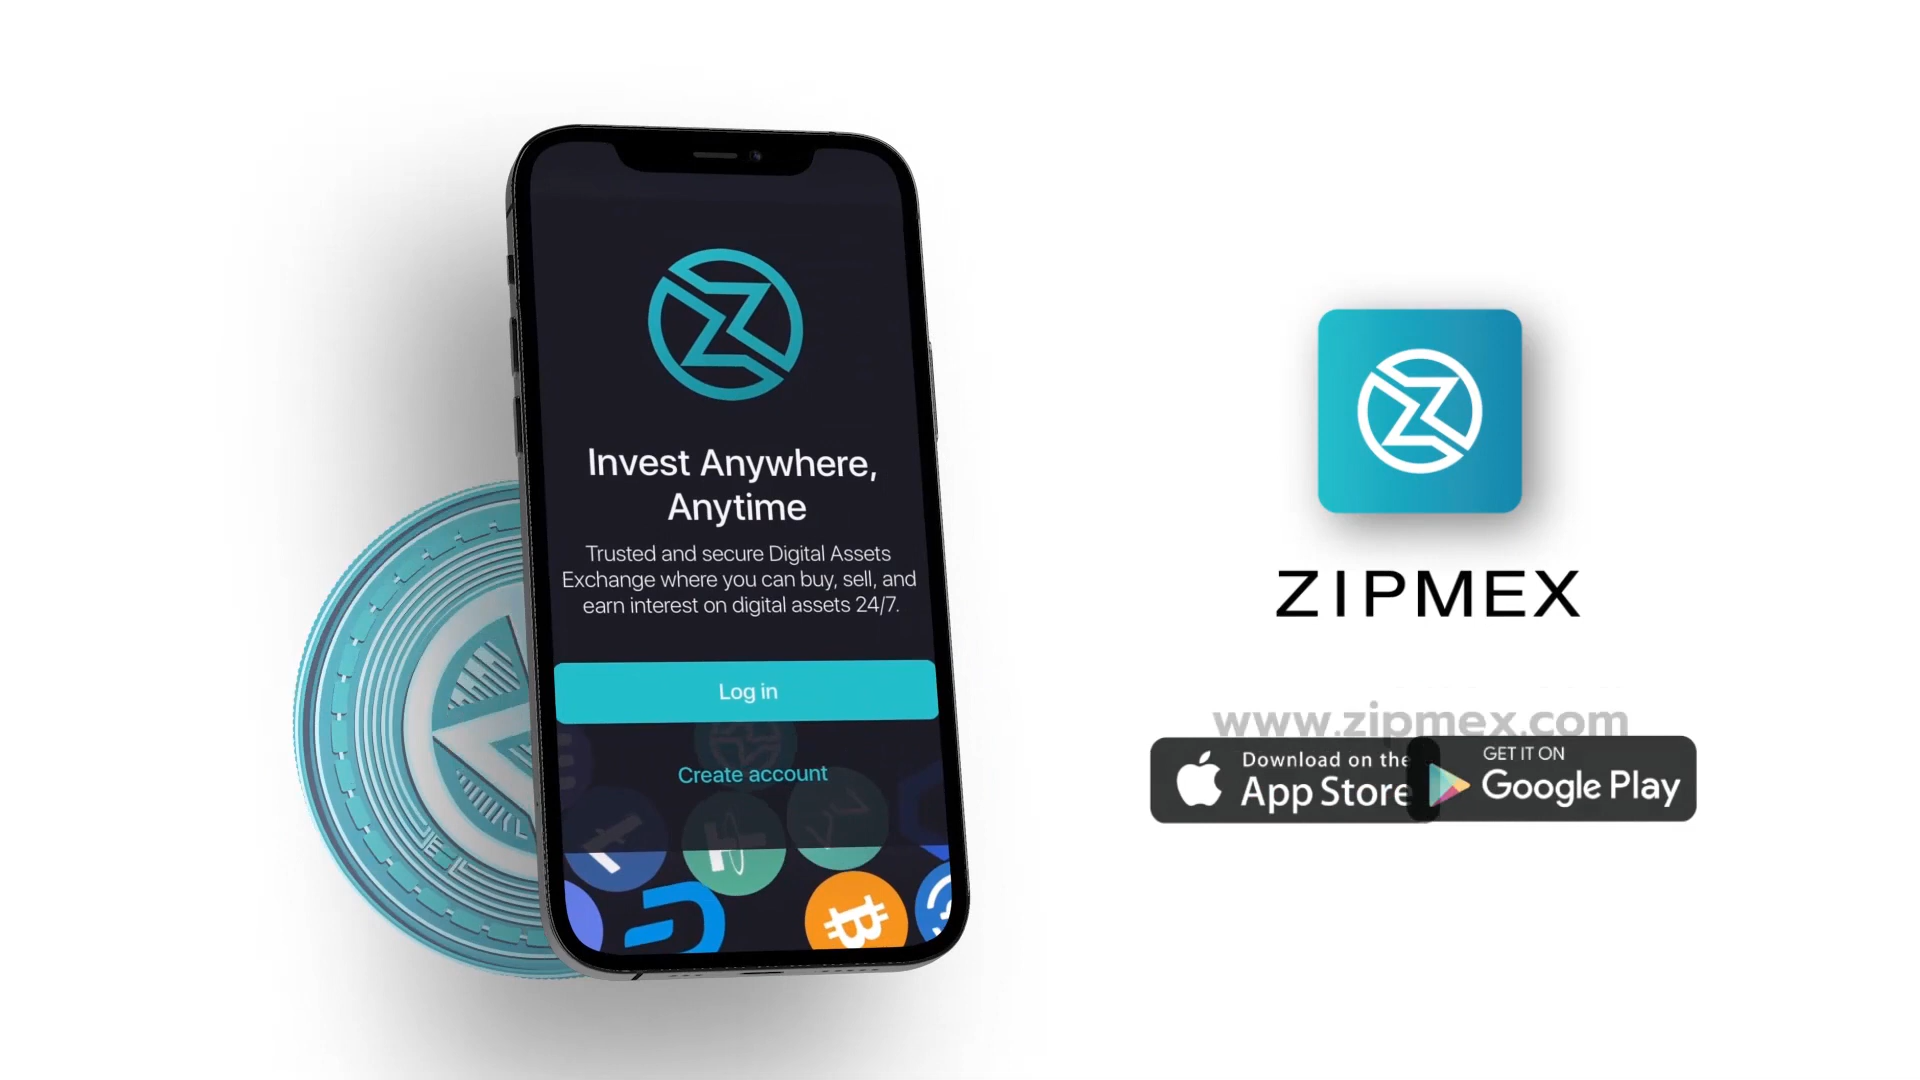 Invest Anywhere,
Anytime
Trusted and secure Digital Assets
Exchange where you can buy, sell, and
earn interest on digital assets 24/7.
Log in
Create account
ZIPMEX
www.zipmex.com
Download on the
App Store
GET IT ON
Google Play